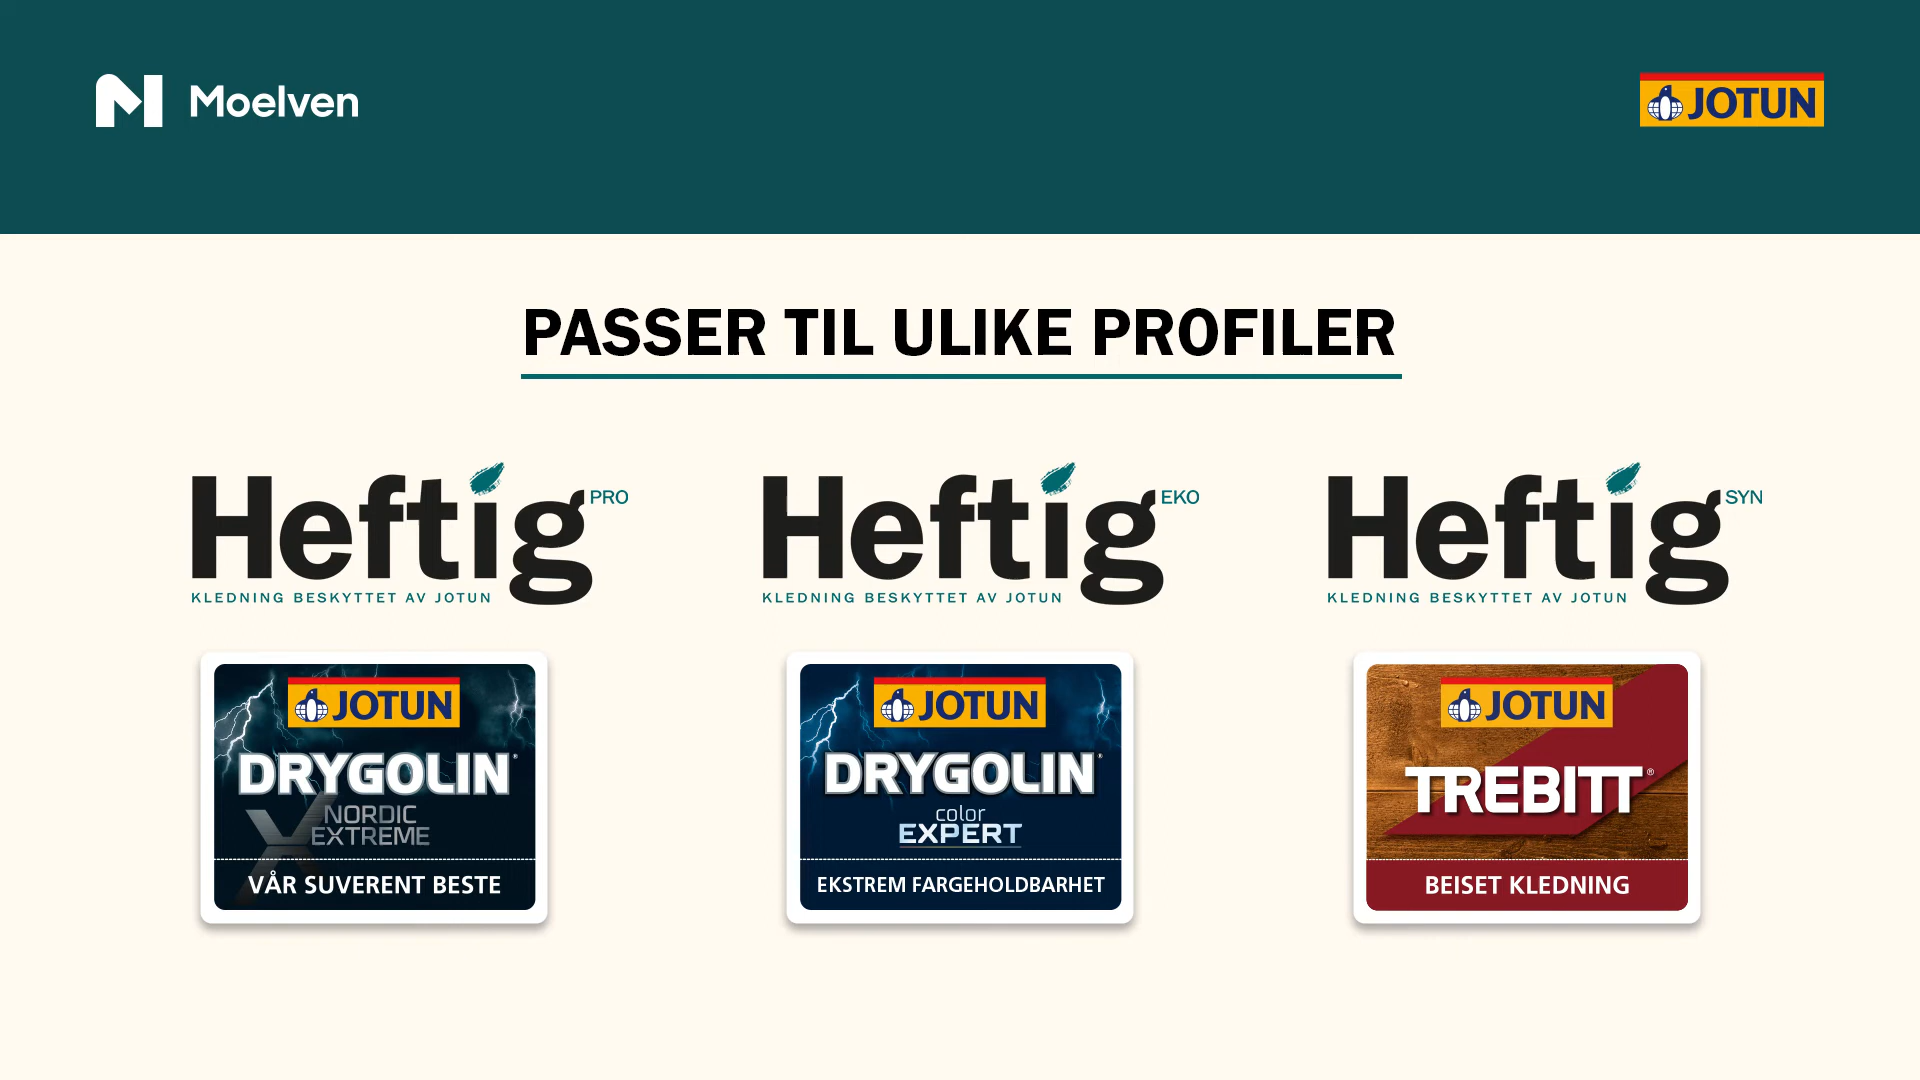 Moelven
JOTUN
PASSER TIL ULIKE PROFILER
Heftig PRO
KLEDNING BESKYTTET AV JOTUN
Heftig EKO
KLEDNING BESKYTTET AV JOTUN
Heftig SYN
KLEDNING BESKYTTET AV JOTUN
JOTUN
DRYGOLIN®
NORDIC
EXTREME
VÅR SUVERENT BESTE
JOTUN
DRYGOLIN®
color
EXPERT
EKSTREM FARGEHOLDBARHET
JOTUN
TREBITT®
BEISET KLEDNING